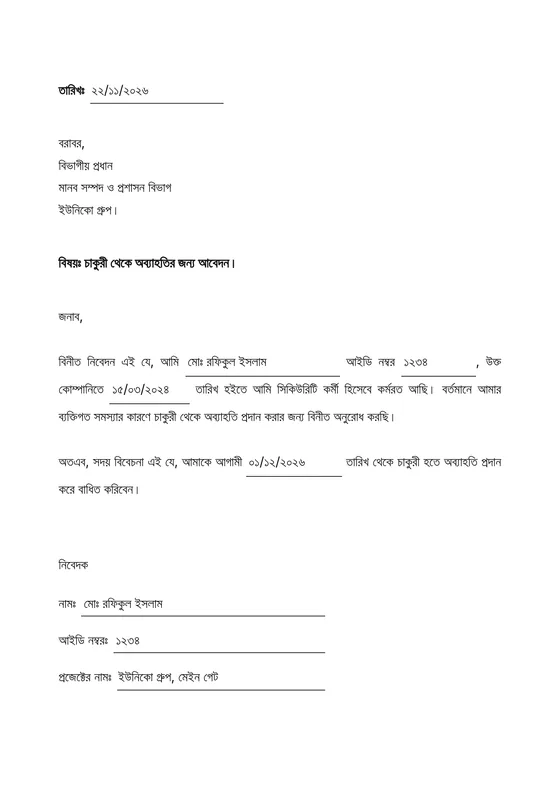 তারিখঃ ২২/১১/২০২৬
বরাবর,
বিভাগীয় প্রধান
মানব সম্পদ ও প্রশাসন বিভাগ
ইউনিকো গ্রুপ।
বিষয়ঃ চাকুরী থেকে অব্যাহতির জন্য আবেদন।
জনাব,
বিনীত নিবেদন এই যে, আমি মোঃ রফিকুল ইসলাম আইডি নম্বর ১২৩৪, উক্ত
কোম্পানিতে ১৫/০৩/২০২৪ তারিখ হইতে আমি সিকিউরিটি কর্মী হিসেবে কর্মরত আছি। বর্তমানে আমার
ব্যক্তিগত সমস্যার কারণে চাকুরী থেকে অব্যাহতি প্রদান করার জন্য বিনীত অনুরোধ করছি।
অতএব, সদয় বিবেচনা এই যে, আমাকে আগামী ০১/১২/২০২৬ তারিখ থেকে চাকুরী হতে অব্যাহতি প্রদান
করে বাধিত করিবেন।
নিবেদক
নামঃ মোঃ রফিকুল ইসলাম
আইডি নম্বরঃ ১২৩৪
প্রজেক্টের নামঃ ইউনিকো গ্রুপ, মেইন গেট